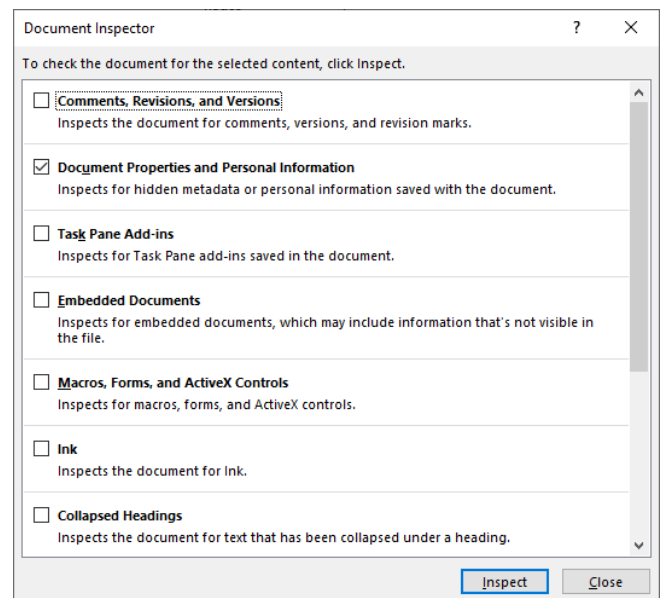 Document Inspector
?
To check the document for the selected content, click Inspect.
Comments, Revisions, and Versions
Inspects the document for comments, versions, and revision marks.
Document Properties and Personal Information
Inspects for hidden metadata or personal information saved with the document.
Task Pane Add-ins
Inspects for Task Pane add-ins saved in the document.
Embedded Documents
Inspects for embedded documents, which may include information that's not visible in
the file.
Macros, Forms, and ActiveX Controls
Inspects for macros, forms, and ActiveX controls.
Ink
Inspects the document for Ink.
Collapsed Headings
Inspects the document for text that has been collapsed under a heading.
Inspect
Close